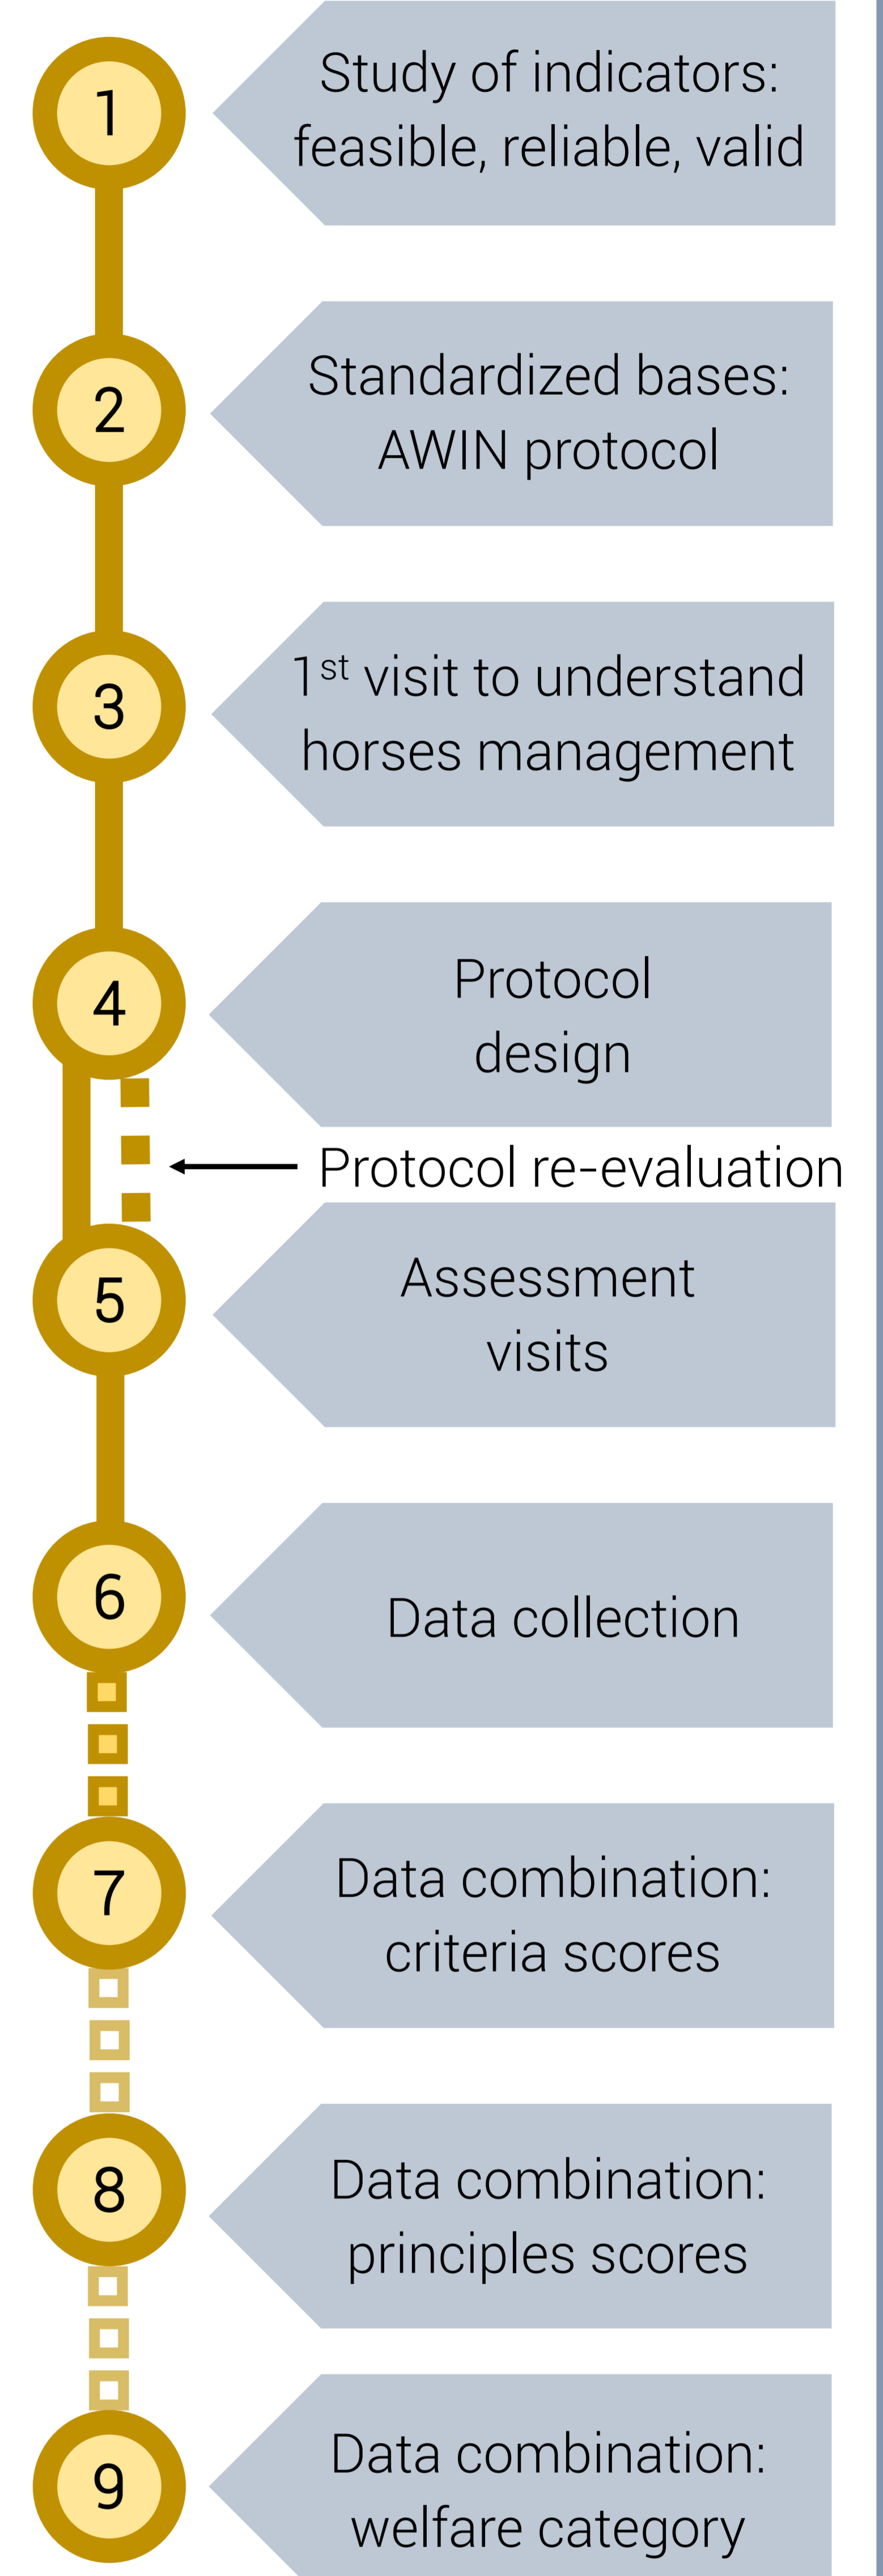 1
Study of indicators:
feasible, reliable, valid
2
Standardized bases:
AWIN protocol
3
1st visit to understand
horses management
4
Protocol
design
Protocol re-evaluation
5
Assessment
visits
6
Data collection
7
Data combination:
criteria scores
8
Data combination:
principles scores
9
Data combination:
welfare category